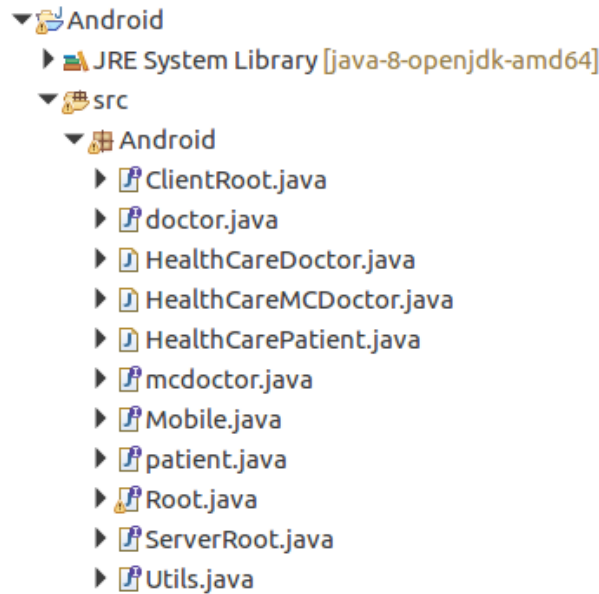 Android
JRE System Library [java-8-openjdk-amd64]
src
Android
ClientRoot.java
doctor.java
HealthCareDoctor.java
HealthCareMCDoctor.java
HealthCarePatient.java
mcdoctor.java
Mobile.java
patient.java
Root.java
ServerRoot.java
Utils.java